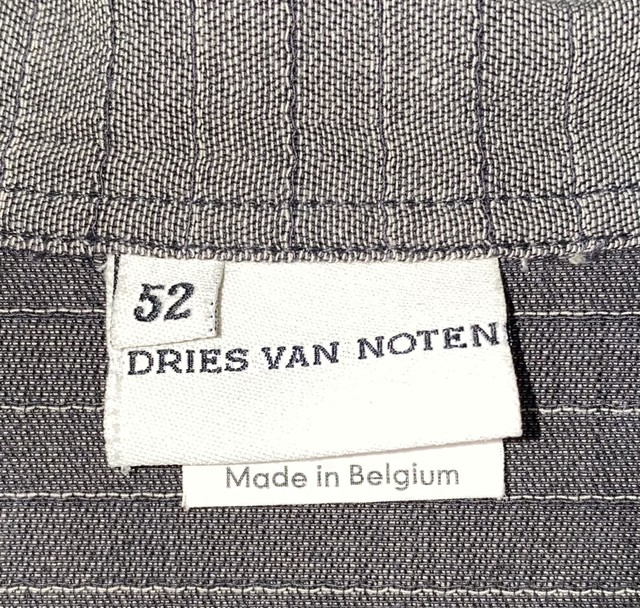 52
DRIES VAN NOTEN
Made in Belgium